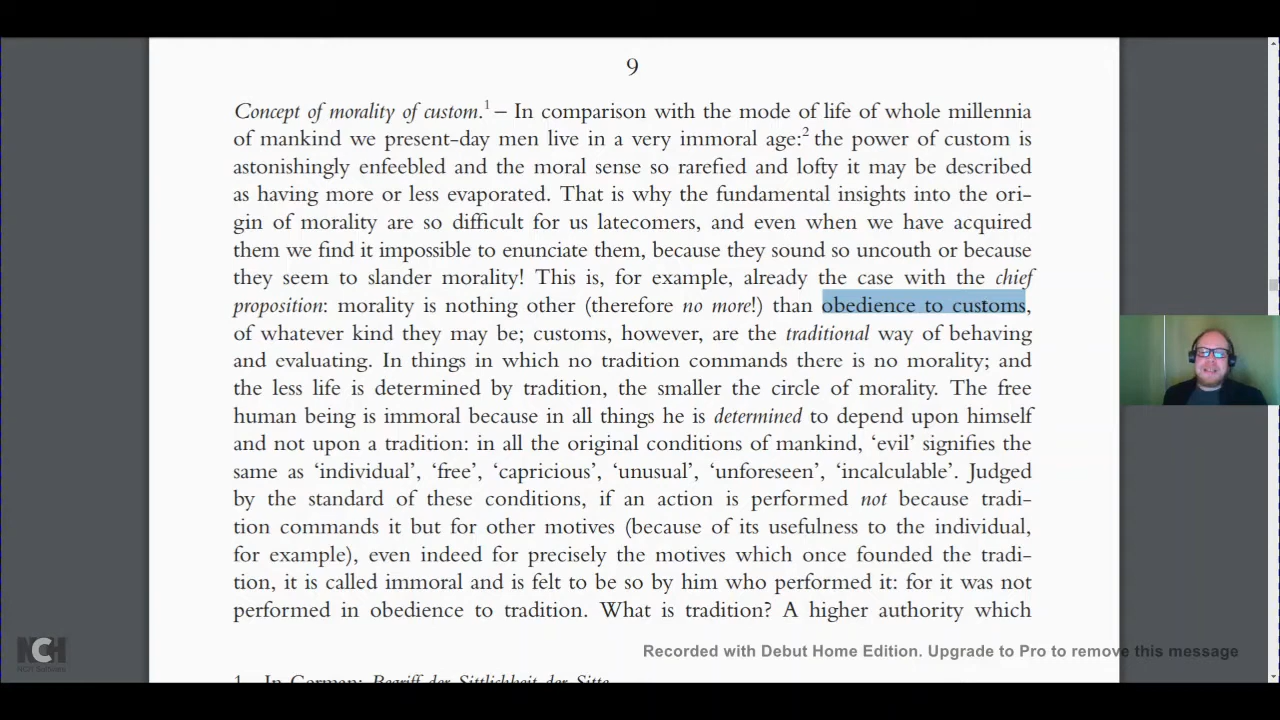 9
Concept of morality of custom.1 – In comparison with the mode of life of whole millennia
of mankind we present-day men live in a very immoral age:2 the power of custom is
astonishingly enfeebled and the moral sense so rarefied and lofty it may be described
as having more or less evaporated. That is why the fundamental insights into the ori-
gin of morality are so difficult for us latecomers, and even when we have acquired
them we find it impossible to enunciate them, because they sound so uncouth or because
they seem to slander morality! This is, for example, already the case with the chief
proposition: morality is nothing other (therefore no more!) than obedience to customs,
of whatever kind they may be; customs, however, are the traditional way of behaving
and evaluating. In things in which no tradition commands there is no morality; and
the less life is determined by tradition, the smaller the circle of morality. The free
human being is immoral because in all things he is determined to depend upon himself
and not upon a tradition: in all the original conditions of mankind, ‘evil’ signifies the
same as ‘individual’, ‘free’, ‘capricious’, ‘unusual’, ‘unforeseen’, ‘incalculable’. Judged
by the standard of these conditions, if an action is performed not because tradi-
tion commands it but for other motives (because of its usefulness to the individual,
for example), even indeed for precisely the motives which once founded the tradi-
tion, it is called immoral and is felt to be so by him who performed it: for it was not
performed in obedience to tradition. What is tradition? A higher authority which
NCH
Recorded with Debut Home Edition. Upgrade to Pro to remove this message
1 In German: Begriff der Sittlichkeit der Sitte